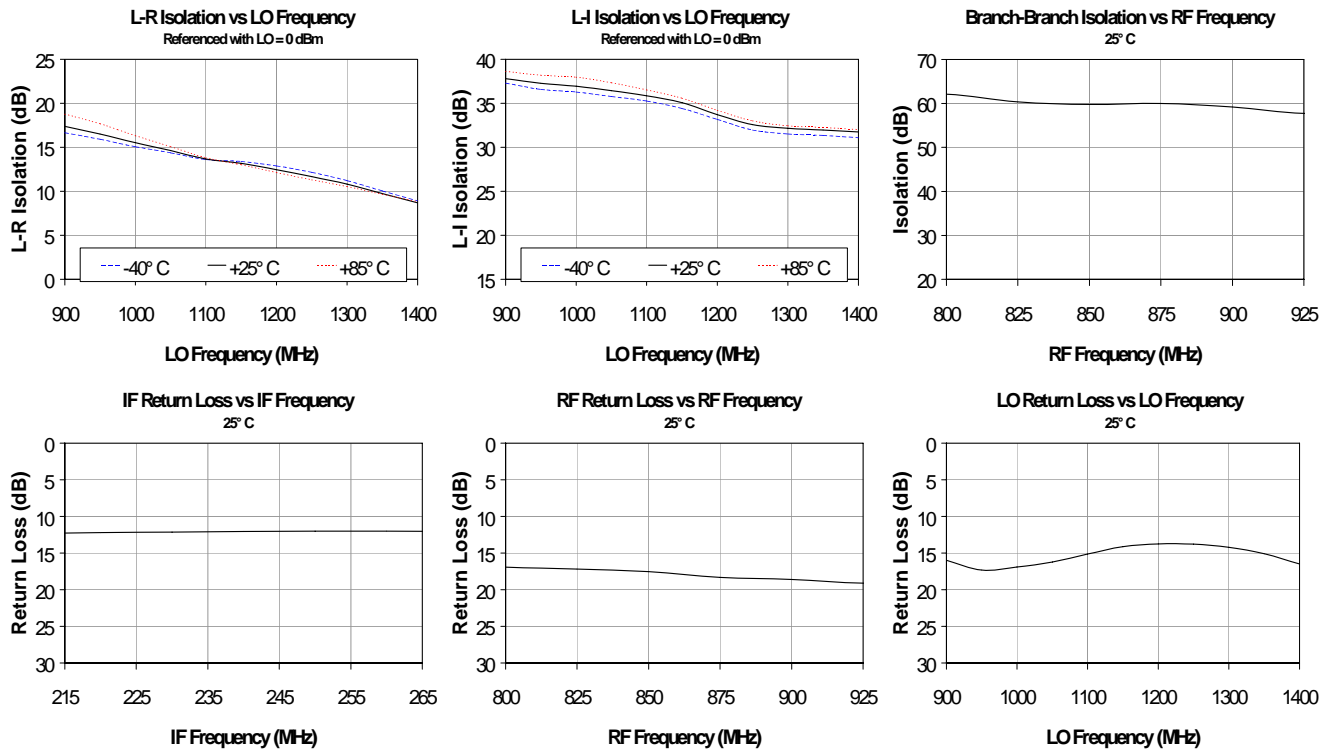 L-R Isolation vs LO Frequency
Referenced with LO = 0 dBm
L-R Isolation (dB)
25
20
15
10
5
0
-40° C +25° C +85° C
900 1000 1100 1200 1300 1400
LO Frequency (MHz)
L-I Isolation vs LO Frequency
Referenced with LO = 0 dBm
L-I Isolation (dB)
40
35
30
25
20
15
-40° C +25° C +85° C
900 1000 1100 1200 1300 1400
LO Frequency (MHz)
Branch-Branch Isolation vs RF Frequency
25° C
Isolation (dB)
70
60
50
40
30
20
800 825 850 875 900 925
RF Frequency (MHz)
IF Return Loss vs IF Frequency
25° C
Return Loss (dB)
0
5
10
15
20
25
30
215 225 235 245 255 265
IF Frequency (MHz)
RF Return Loss vs RF Frequency
25° C
Return Loss (dB)
0
5
10
15
20
25
30
800 825 850 875 900 925
RF Frequency (MHz)
LO Return Loss vs LO Frequency
25° C
Return Loss (dB)
0
5
10
15
20
25
30
900 1000 1100 1200 1300 1400
LO Frequency (MHz)